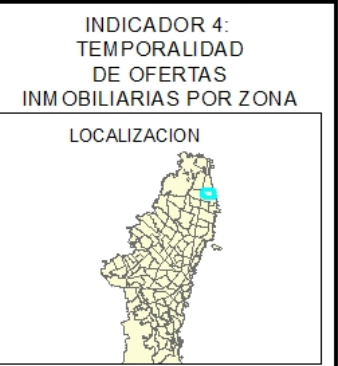 INDICADOR 4:
TEMPORALIDAD
DE OFERTAS
INMOBILIARIAS POR ZONA
LOCALIZACION